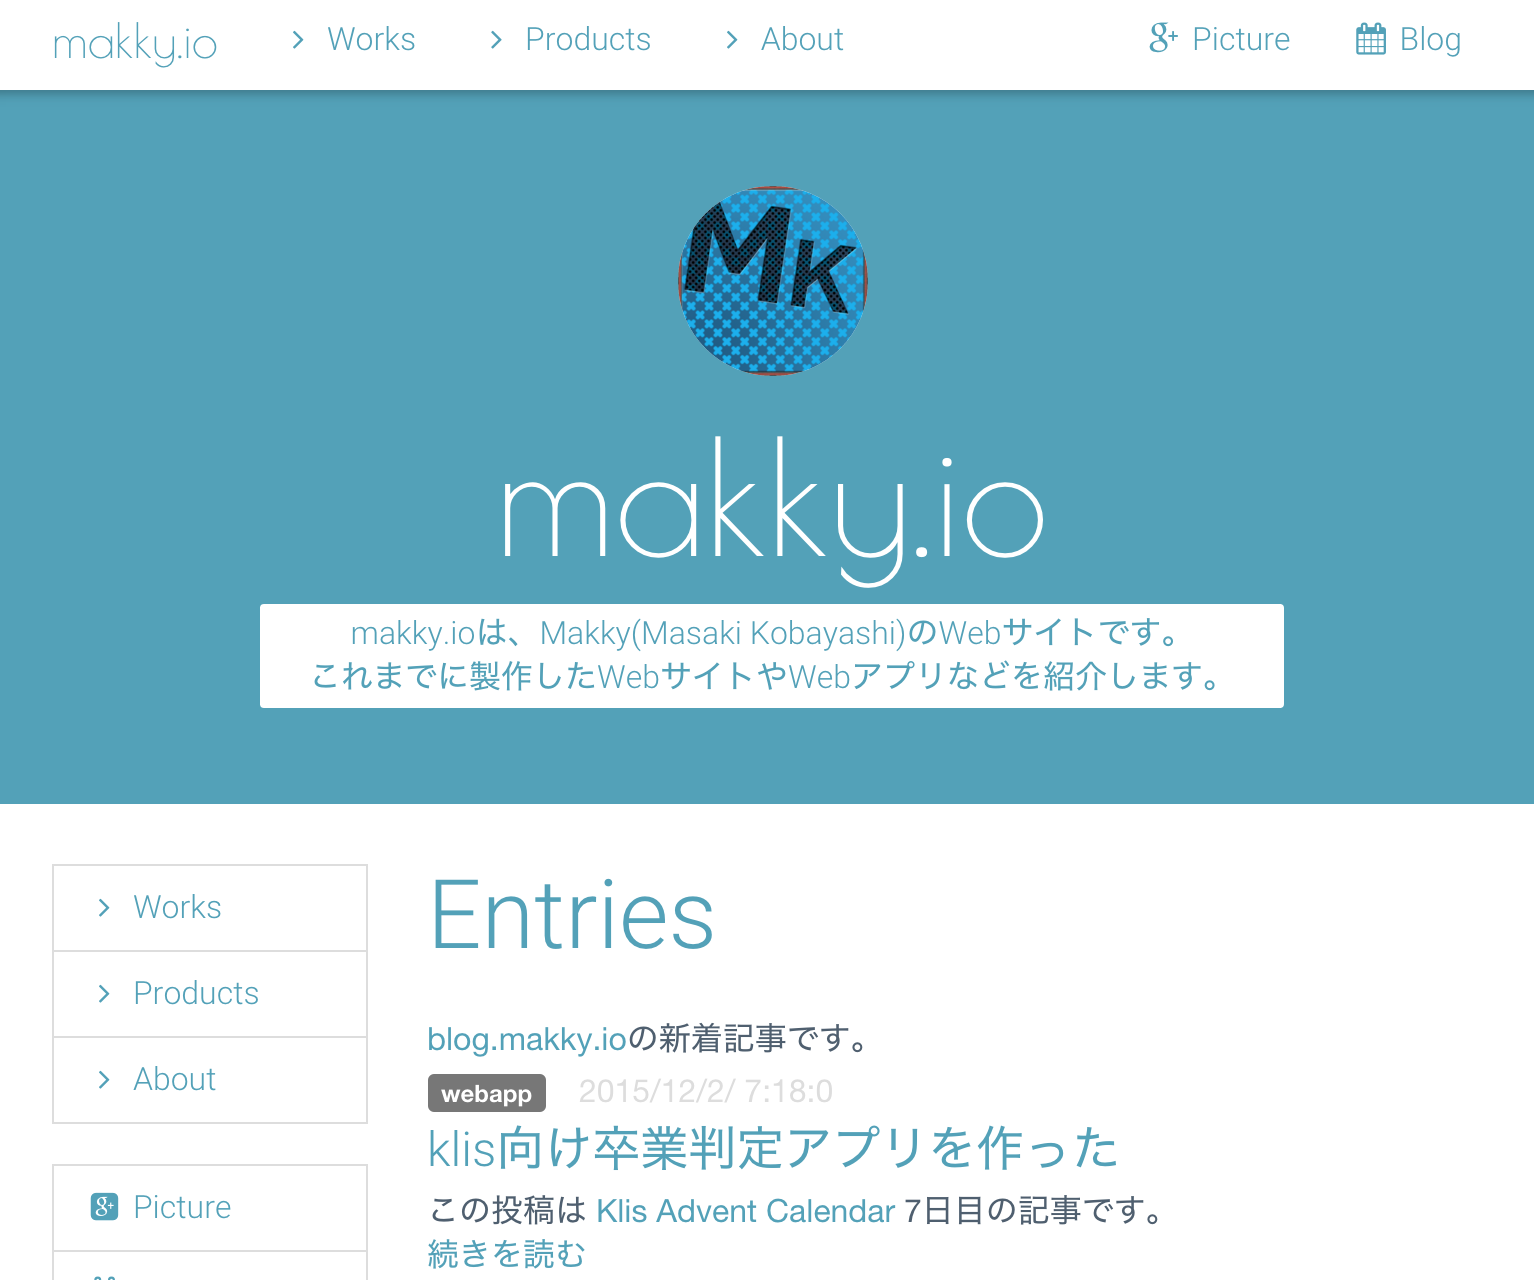 makky.io
Works
Products
About
Picture
Blog
MK
makky.io
makky.ioは、Makky(Masaki Kobayashi)のWebサイトです。
これまでに製作したWebサイトやWebアプリなどを紹介します。
Works
Products
About
Picture
Entries
blog.makky.ioの新着記事です。
webapp 2015/12/2/ 7:18:0
klis向け卒業判定アプリを作った
この投稿は Klis Advent Calendar 7日目の記事です。
続きを読む